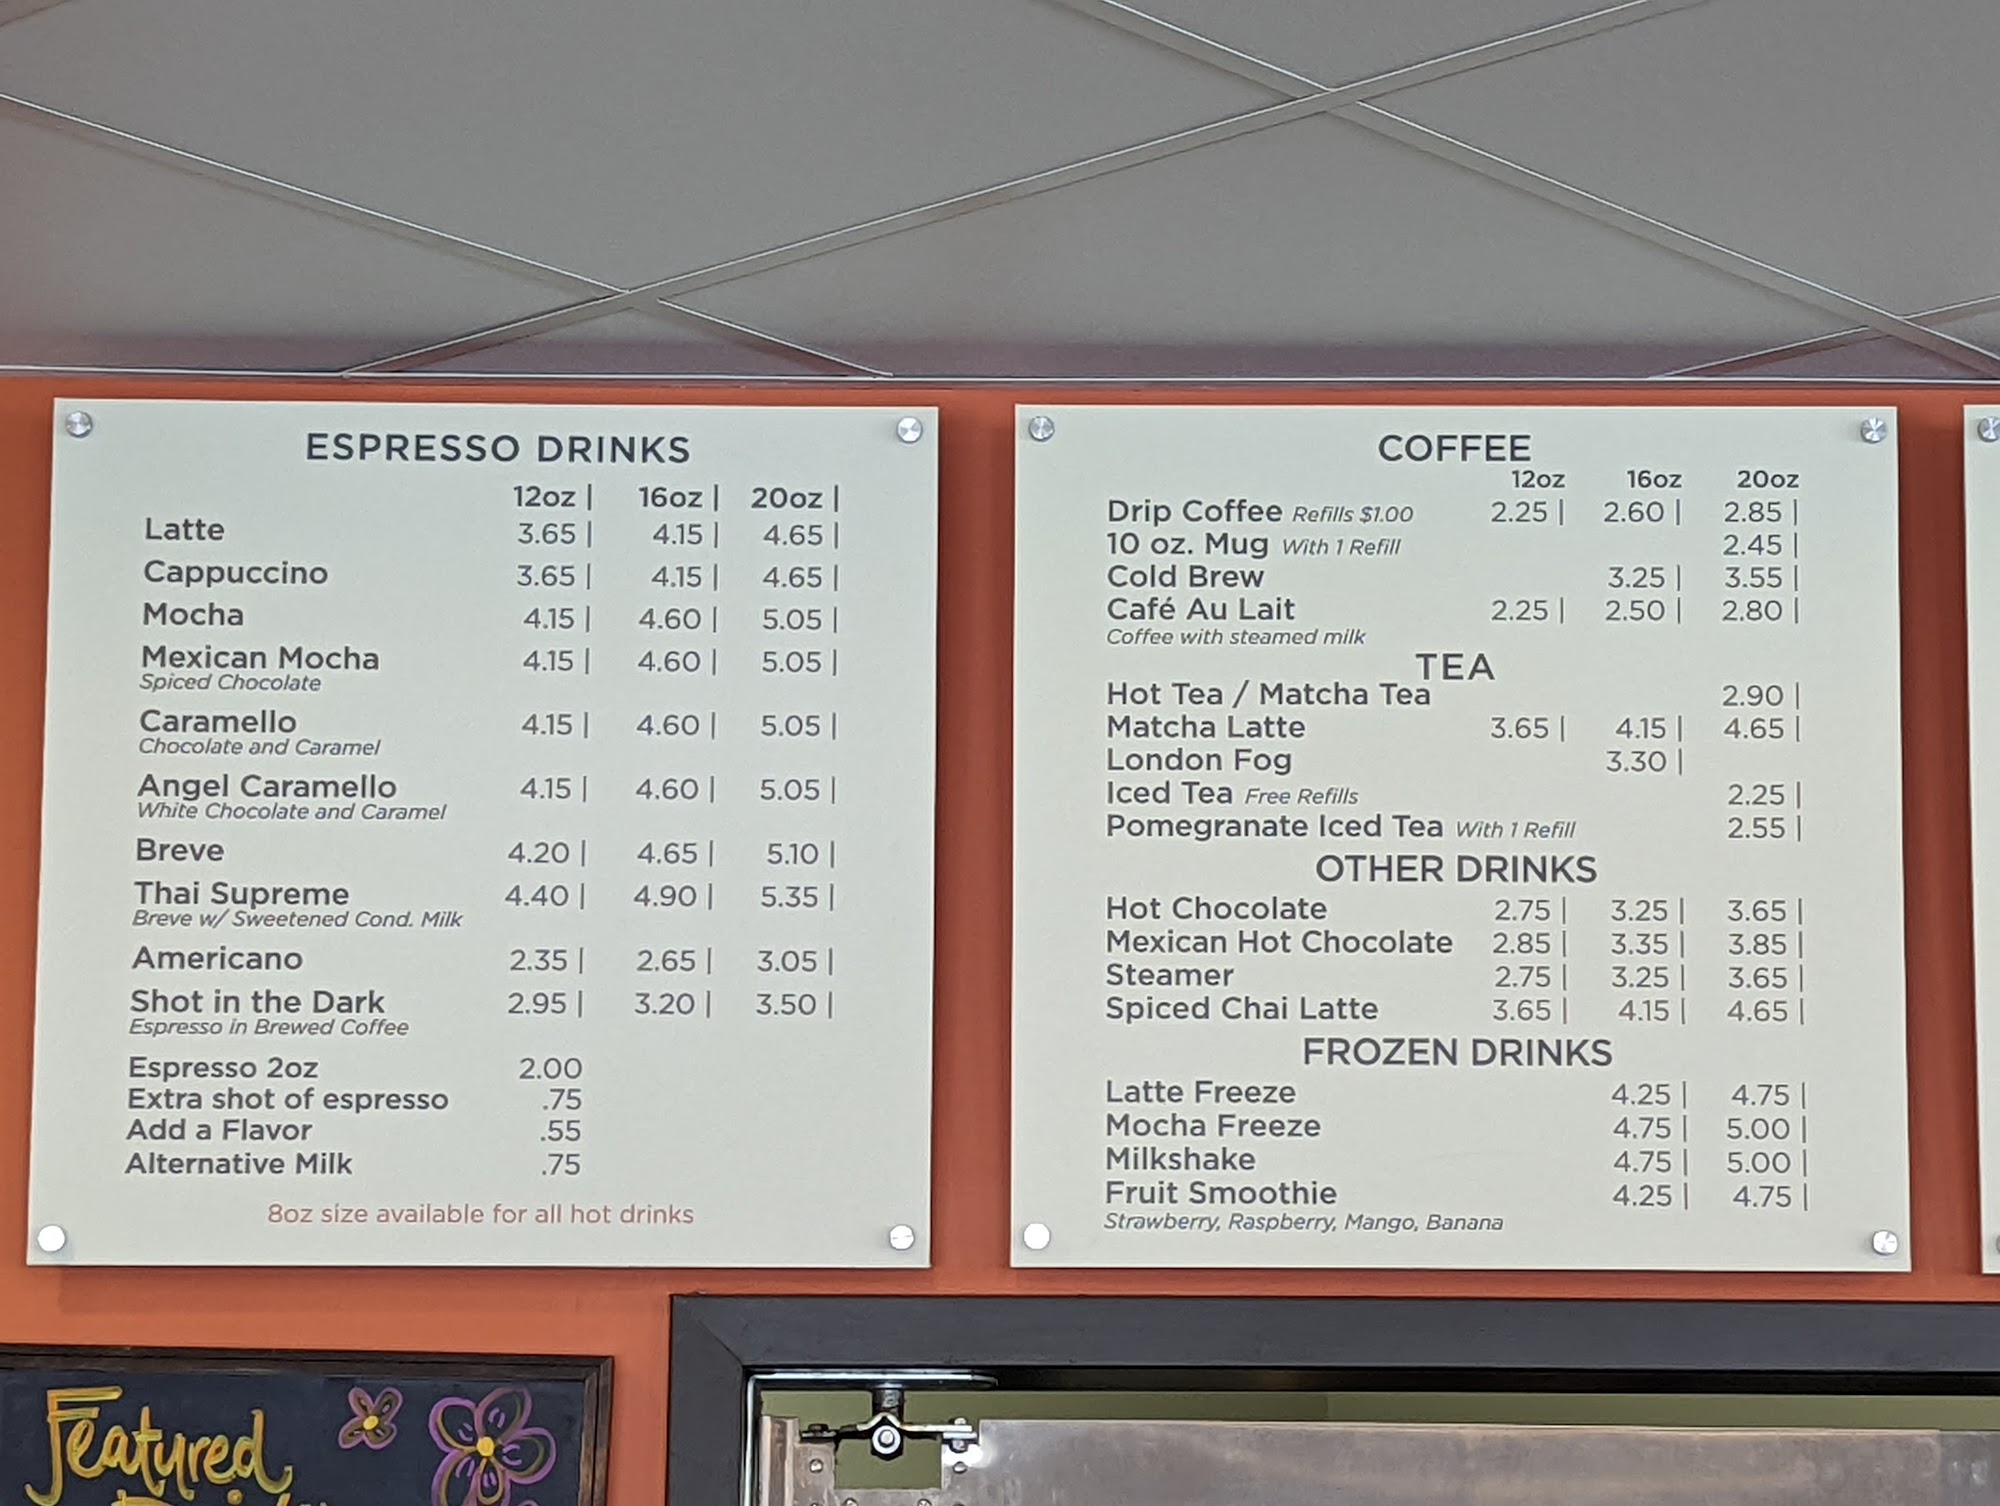 ESPRESSO DRINKS
12oz | 16oz | 20oz |
Latte 3.65 | 4.15 | 4.65 |
Cappuccino 3.65 | 4.15 | 4.65 |
Mocha 4.15 | 4.60 | 5.05 |
Mexican Mocha 4.15 | 4.60 | 5.05 |
Spiced Chocolate
Caramello 4.15 | 4.60 | 5.05 |
Chocolate and Caramel
Angel Caramello 4.15 | 4.60 | 5.05 |
White Chocolate and Caramel
Breve 4.20 | 4.65 | 5.10 |
Thai Supreme 4.40 | 4.90 | 5.35 |
Breve w/ Sweetened Cond. Milk
Americano 2.35 | 2.65 | 3.05 |
Shot in the Dark 2.95 | 3.20 | 3.50 |
Espresso in Brewed Coffee
Espresso 2oz 2.00
Extra shot of espresso .75
Add a Flavor .55
Alternative Milk .75
8oz size available for all hot drinks
COFFEE
12oz 16oz 20oz
Drip Coffee Refills $1.00 2.25 | 2.60 | 2.85 |
10 oz. Mug With 1 Refill 2.45 |
Cold Brew 3.25 | 3.55 |
Café Au Lait 2.25 | 2.50 | 2.80 |
Coffee with steamed milk
TEA
Hot Tea / Matcha Tea 2.90 |
Matcha Latte 3.65 | 4.15 | 4.65 |
London Fog 3.30 |
Iced Tea Free Refills 2.25 |
Pomegranate Iced Tea With 1 Refill 2.55 |
OTHER DRINKS
Hot Chocolate 2.75 | 3.25 | 3.65 |
Mexican Hot Chocolate 2.85 | 3.35 | 3.85 |
Steamer 2.75 | 3.25 | 3.65 |
Spiced Chai Latte 3.65 | 4.15 | 4.65 |
FROZEN DRINKS
Latte Freeze 4.25 | 4.75 |
Mocha Freeze 4.75 | 5.00 |
Milkshake 4.75 | 5.00 |
Fruit Smoothie 4.25 | 4.75 |
Strawberry, Raspberry, Mango, Banana
Featured